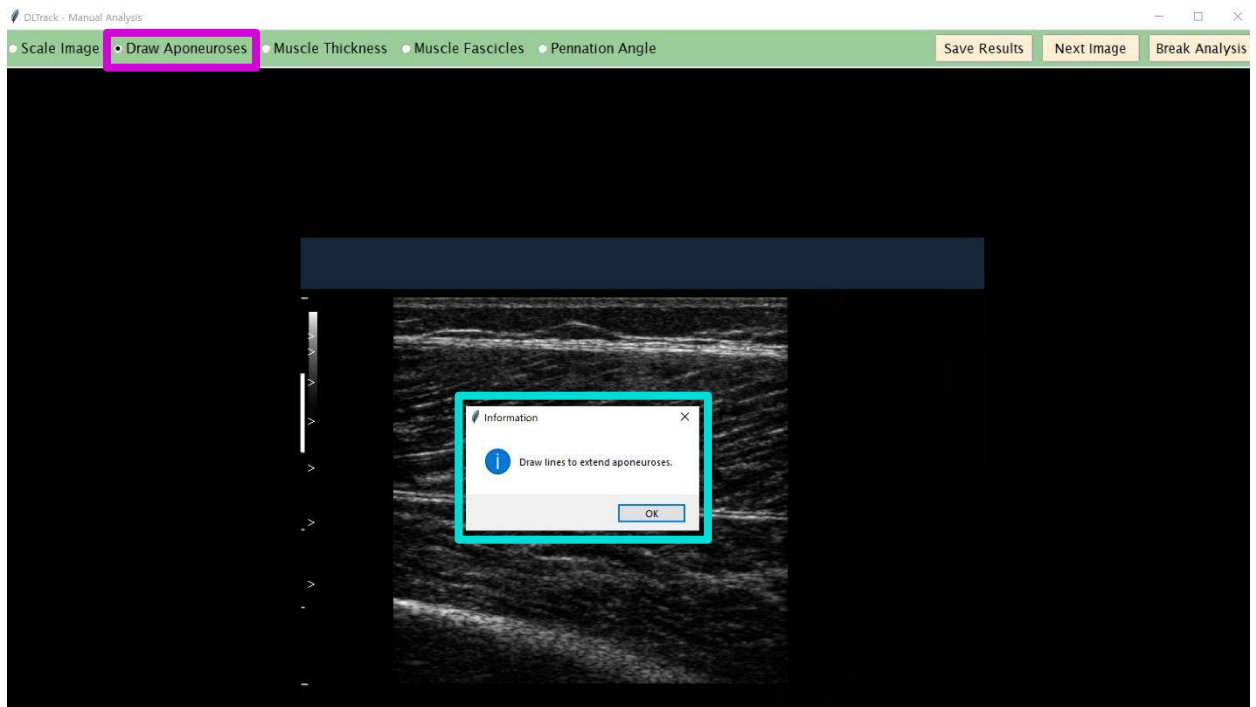 DLTrack - Manual Analysis
Scale Image Draw Aponeuroses Muscle Thickness Muscle Fascicles Pennation Angle Save Results Next Image Break Analysis
Information
Draw lines to extend aponeuroses.
OK